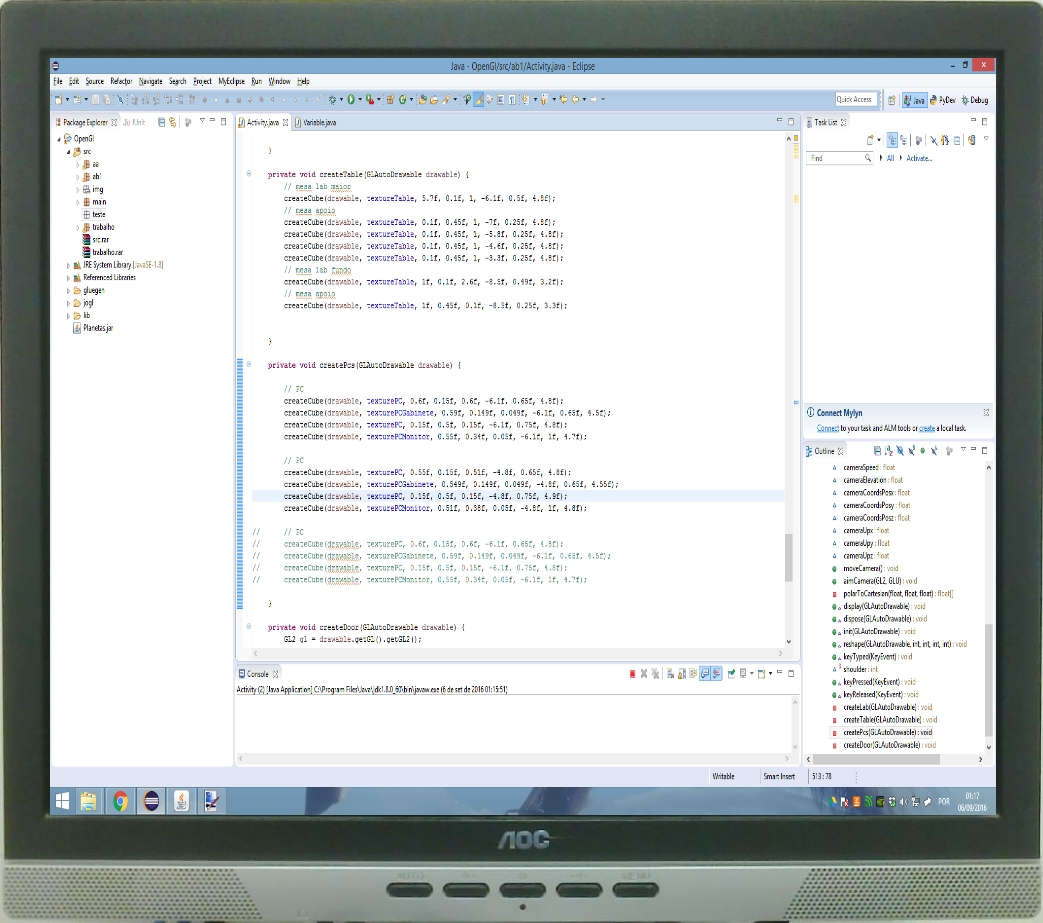 Java - OpenGl/src/ab1/Activity.java - Eclipse
File Edit Source Refactor Navigate Search Project MyEclipse Run Window Help
Quick Access
Java
PyDev
Debug
Package Explorer
JUnit
OpenGl
src
aa
ab1
img
main
teste
trabalho
src.rar
trabalho.rar
JRE System Library [JavaSE-1.8]
Referenced Libraries
gluegen
jogl
lib
Planetas.jar
Activity.java
Variable.java
}
private void createTable(GLAutoDrawable drawable) {
// mesa lab maior
createCube(drawable, textureTable, 5.7f, 0.1f, 1, -6.1f, 0.5f, 4.8f);
// mesa apoio
createCube(drawable, textureTable, 0.1f, 0.45f, 1, -7f, 0.25f, 4.8f);
createCube(drawable, textureTable, 0.1f, 0.45f, 1, -5.8f, 0.25f, 4.8f);
createCube(drawable, textureTable, 0.1f, 0.45f, 1, -4.6f, 0.25f, 4.8f);
createCube(drawable, textureTable, 0.1f, 0.45f, 1, -3.3f, 0.25f, 4.8f);
// mesa lab fundo
createCube(drawable, textureTable, 1f, 0.1f, 2.6f, -8.5f, 0.49f, 3.2f);
// mesa apoio
createCube(drawable, textureTable, 1f, 0.45f, 0.1f, -8.5f, 0.25f, 3.3f);
}
private void createPcs(GLAutoDrawable drawable) {
// PC
createCube(drawable, texturePC, 0.6f, 0.15f, 0.6f, -6.1f, 0.65f, 4.8f);
createCube(drawable, texturePCGabinete, 0.59f, 0.149f, 0.049f, -6.1f, 0.65f, 4.5f);
createCube(drawable, texturePC, 0.15f, 0.5f, 0.15f, -6.1f, 0.75f, 4.8f);
createCube(drawable, texturePCMonitor, 0.55f, 0.34f, 0.05f, -6.1f, 1f, 4.7f);
// PC
createCube(drawable, texturePC, 0.55f, 0.15f, 0.51f, -4.8f, 0.65f, 4.8f);
createCube(drawable, texturePCGabinete, 0.549f, 0.149f, 0.049f, -4.8f, 0.65f, 4.55f);
createCube(drawable, texturePC, 0.15f, 0.5f, 0.15f, -4.8f, 0.75f, 4.9f);
createCube(drawable, texturePCMonitor, 0.51f, 0.38f, 0.05f, -4.8f, 1f, 4.8f);
// // PC
// createCube(drawable, texturePC, 0.6f, 0.15f, 0.6f, -6.1f, 0.65f, 4.8f);
// createCube(drawable, texturePCGabinete, 0.59f, 0.149f, 0.049f, -6.1f, 0.65f, 4.5f);
// createCube(drawable, texturePC, 0.15f, 0.5f, 0.15f, -6.1f, 0.75f, 4.8f);
// createCube(drawable, texturePCMonitor, 0.55f, 0.34f, 0.05f, -6.1f, 1f, 4.7f);
}
private void createDoor(GLAutoDrawable drawable) {
GL2 gl = drawable.getGL().getGL2();
Console
Activity (2) [Java Application] C:\Program Files\Java\jdk1.8.0_60\bin\javaw.exe (6 de set de 2016 01:15:51)
Task List
Find
All
Activate...
Connect Mylyn
Connect to your task and ALM tools or create a local task.
Outline
cameraSpeed : float
cameraElevation : float
cameraCoordsPosx : float
cameraCoordsPosy : float
cameraCoordsPosz : float
cameraUpx : float
cameraUpy : float
cameraUpz : float
moveCamera() : void
aimCamera(GL2, GLU) : void
polarToCartesian(float, float, float) : float[]
display(GLAutoDrawable) : void
dispose(GLAutoDrawable) : void
init(GLAutoDrawable) : void
reshape(GLAutoDrawable, int, int, int, int) : void
keyTyped(KeyEvent) : void
shoulder : int
keyPressed(KeyEvent) : void
keyReleased(KeyEvent) : void
createLab(GLAutoDrawable) : void
createTable(GLAutoDrawable) : void
createPcs(GLAutoDrawable) : void
createDoor(GLAutoDrawable) : void
Writable
Smart Insert
513 : 78
POR
01:17
06/09/2016
AOC
AUTO
MENU